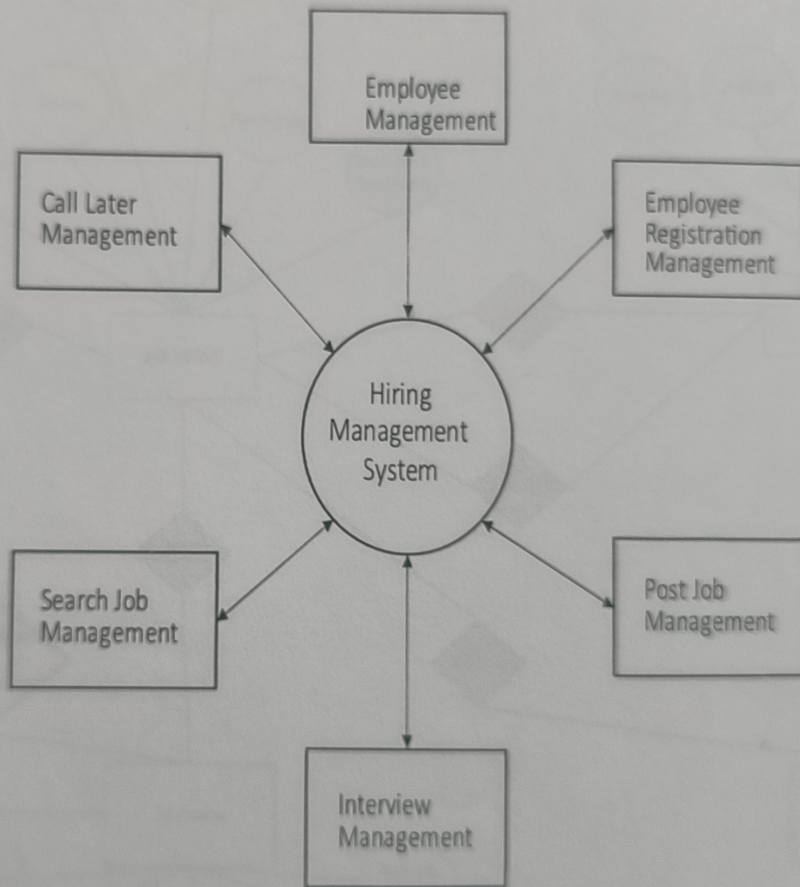 Employee
Management
Call Later
Management
Employee
Registration
Management
Hiring
Management
System
Search Job
Management
Post Job
Management
Interview
Management